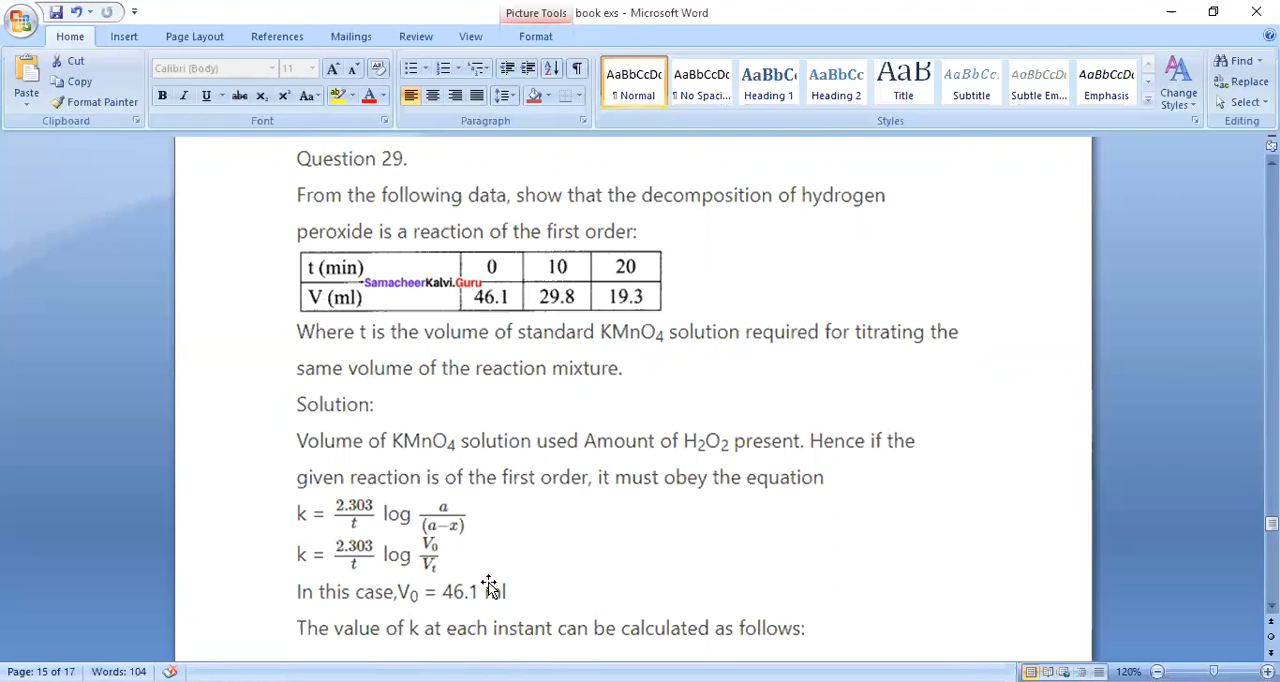 Picture Tools book exs - Microsoft Word
Home Insert Page Layout References Mailings Review View Format
Paste Cut Copy Format Painter
Calibri (Body) 11
AaBbCcDc AaBbCcDc AaBbC AaBbCc AaB AaBbCc. AaBbCcDc AaBbCcDc
¶ Normal ¶ No Spaci... Heading 1 Heading 2 Title Subtitle Subtle Em... Emphasis
Change Styles
Find Replace Select
Clipboard Font Paragraph Styles Editing
Question 29.
From the following data, show that the decomposition of hydrogen
peroxide is a reaction of the first order:
t (min) 0 10 20
SamacheerKalvi.Guru
V (ml) 46.1 29.8 19.3
Where t is the volume of standard KMnO₄ solution required for titrating the
same volume of the reaction mixture.
Solution:
Volume of KMnO₄ solution used Amount of H₂O₂ present. Hence if the
given reaction is of the first order, it must obey the equation
k = 2.303/t log a/(a−x)
k = 2.303/t log V₀/Vₜ
In this case,V₀ = 46.1 ml
The value of k at each instant can be calculated as follows:
Page: 15 of 17 Words: 104 120%